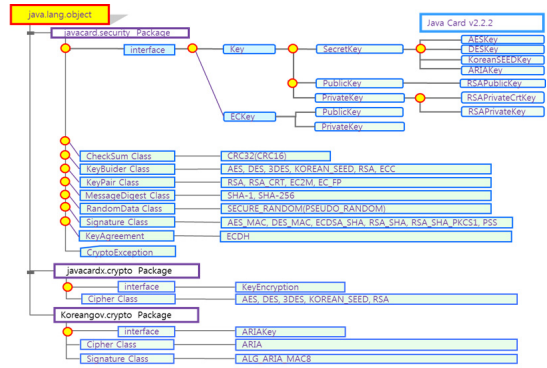 java.lang.object
Java Card v2.2.2
javacard.security Package
interface
Key
SecretKey
AESKey
DESKey
KoreanSEEDKey
ARIAKey
PublicKey
RSAPublicKey
PrivateKey
RSAPrivateCrtKey
RSAPrivateKey
ECKey
PublicKey
PrivateKey
CheckSum Class
CRC32(CRC16)
KeyBuider Class
AES, DES, 3DES, KOREAN_SEED, RSA, ECC
KeyPair Class
RSA, RSA_CRT, EC2M, EC_FP
MessageDigest Class
SHA-1, SHA-256
RandomData Class
SECURE_RANDOM(PSEUDO_RANDOM)
Signature Class
AES_MAC, DES_MAC, ECDSA_SHA, RSA_SHA, RSA_SHA_PKCS1, PSS
KeyAgreement
ECDH
CryptoException
javacardx.crypto Package
interface
KeyEncryption
Cipher Class
AES, DES, 3DES, KOREAN_SEED, RSA
Koreangov.crypto Package
interface
ARIAKey
Cipher Class
ARIA
Signature Class
ALG_ARIA_MAC8